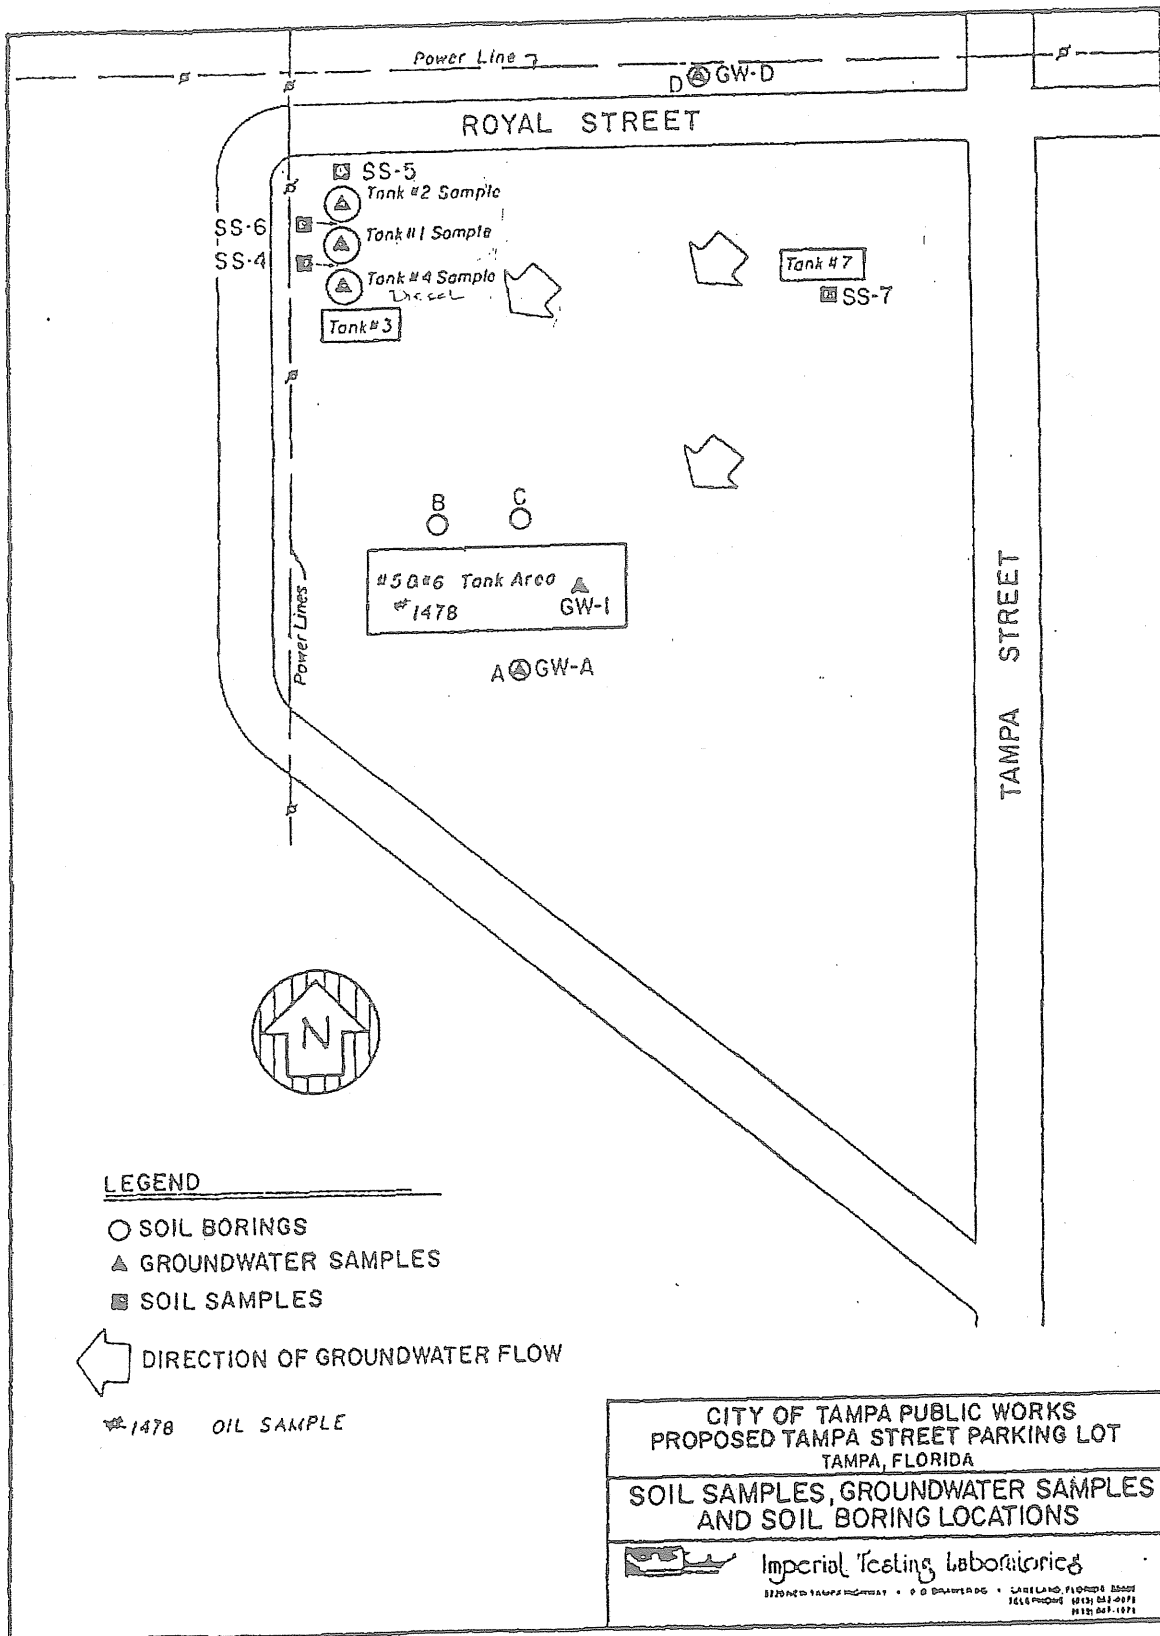 Power Line
D GW-D
ROYAL STREET
SS-5
Tank #2 Sample
SS-6
Tank #1 Sample
SS-4
Tank #4 Sample
Diesel
Tank #3
Tank #7
SS-7
B
C
#5&#6 Tank Area
#1478
GW-1
A GW-A
Power Lines
TAMPA STREET
N
LEGEND
SOIL BORINGS
GROUNDWATER SAMPLES
SOIL SAMPLES
DIRECTION OF GROUNDWATER FLOW
#1478 OIL SAMPLE
CITY OF TAMPA PUBLIC WORKS
PROPOSED TAMPA STREET PARKING LOT
TAMPA, FLORIDA
SOIL SAMPLES, GROUNDWATER SAMPLES
AND SOIL BORING LOCATIONS
Imperial Testing Laboratories